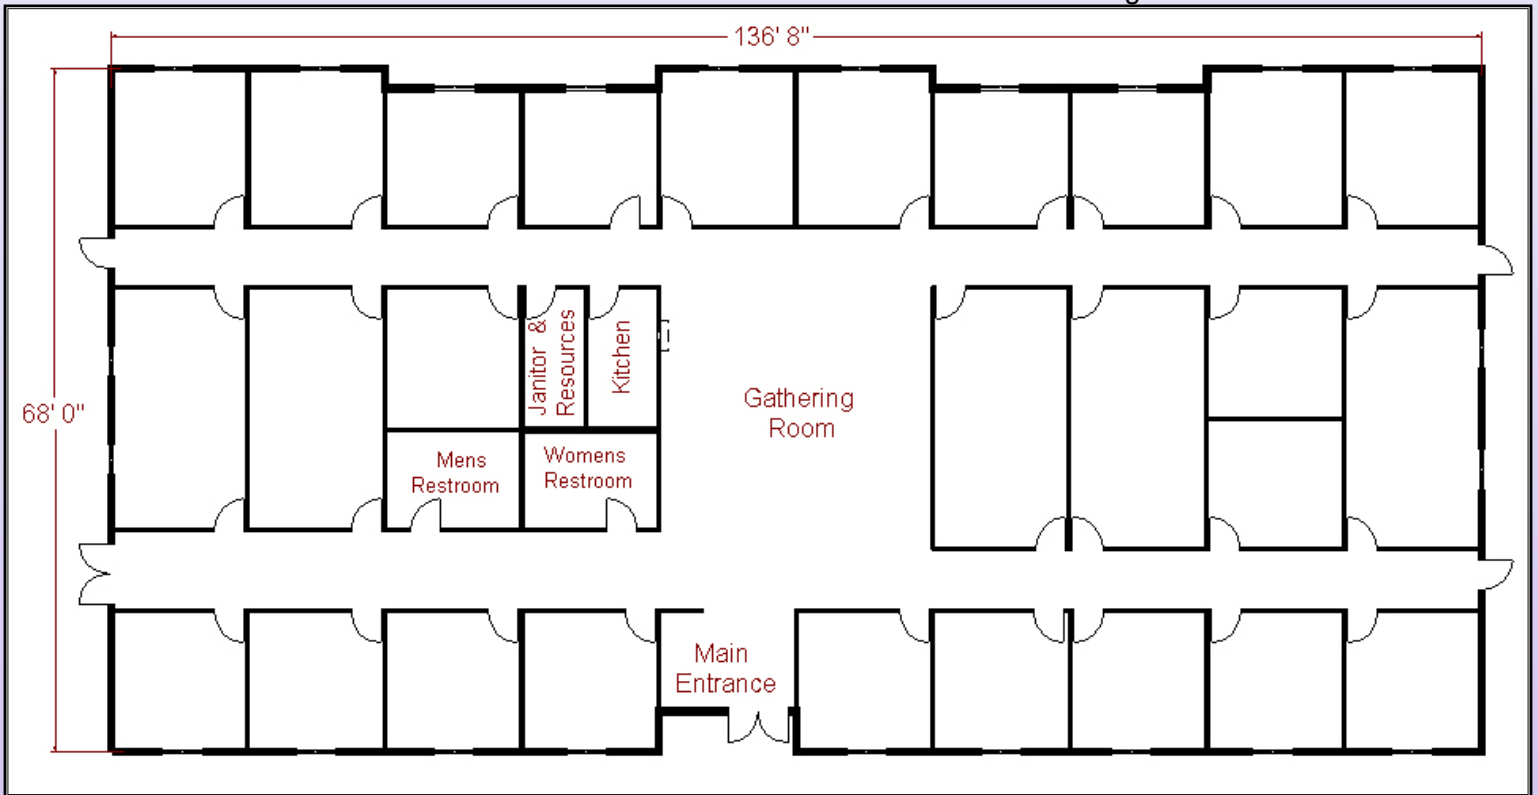 136' 8"
68' 0"
Janitor &
Resources
Kitchen
Gathering
Room
Mens
Restroom
Womens
Restroom
Main
Entrance